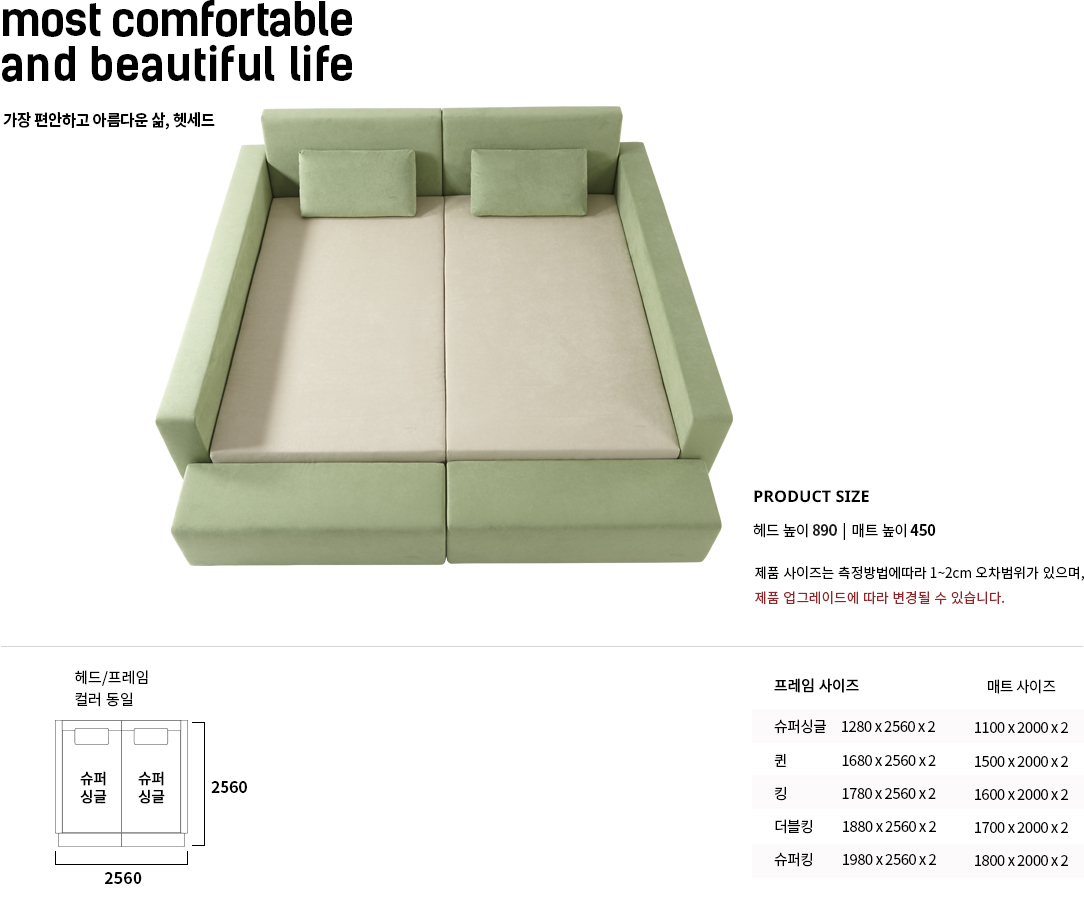 most comfortable
and beautiful life
가장 편안하고 아름다운 삶, 헷세드
PRODUCT SIZE
헤드 높이 890 | 매트 높이 450
제품 사이즈는 측정방법에따라 1~2cm 오차범위가 있으며,
제품 업그레이드에 따라 변경될 수 있습니다.
헤드/프레임
컬러 동일
슈퍼 슈퍼
싱글 싱글
2560
2560
프레임 사이즈 매트 사이즈
슈퍼싱글 1280 x 2560 x 2 1100 x 2000 x 2
퀸 1680 x 2560 x 2 1500 x 2000 x 2
킹 1780 x 2560 x 2 1600 x 2000 x 2
더블킹 1880 x 2560 x 2 1700 x 2000 x 2
슈퍼킹 1980 x 2560 x 2 1800 x 2000 x 2